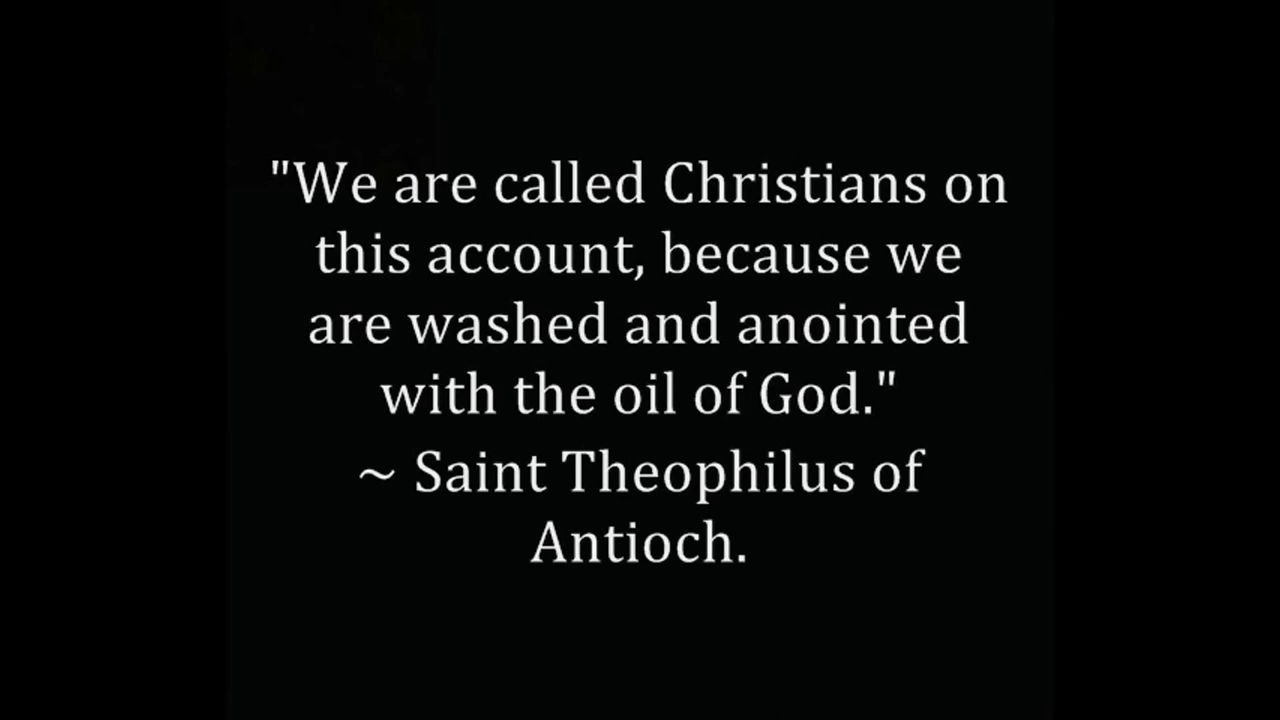 "We are called Christians on
this account, because we
are washed and anointed
with the oil of God."
~ Saint Theophilus of
Antioch.